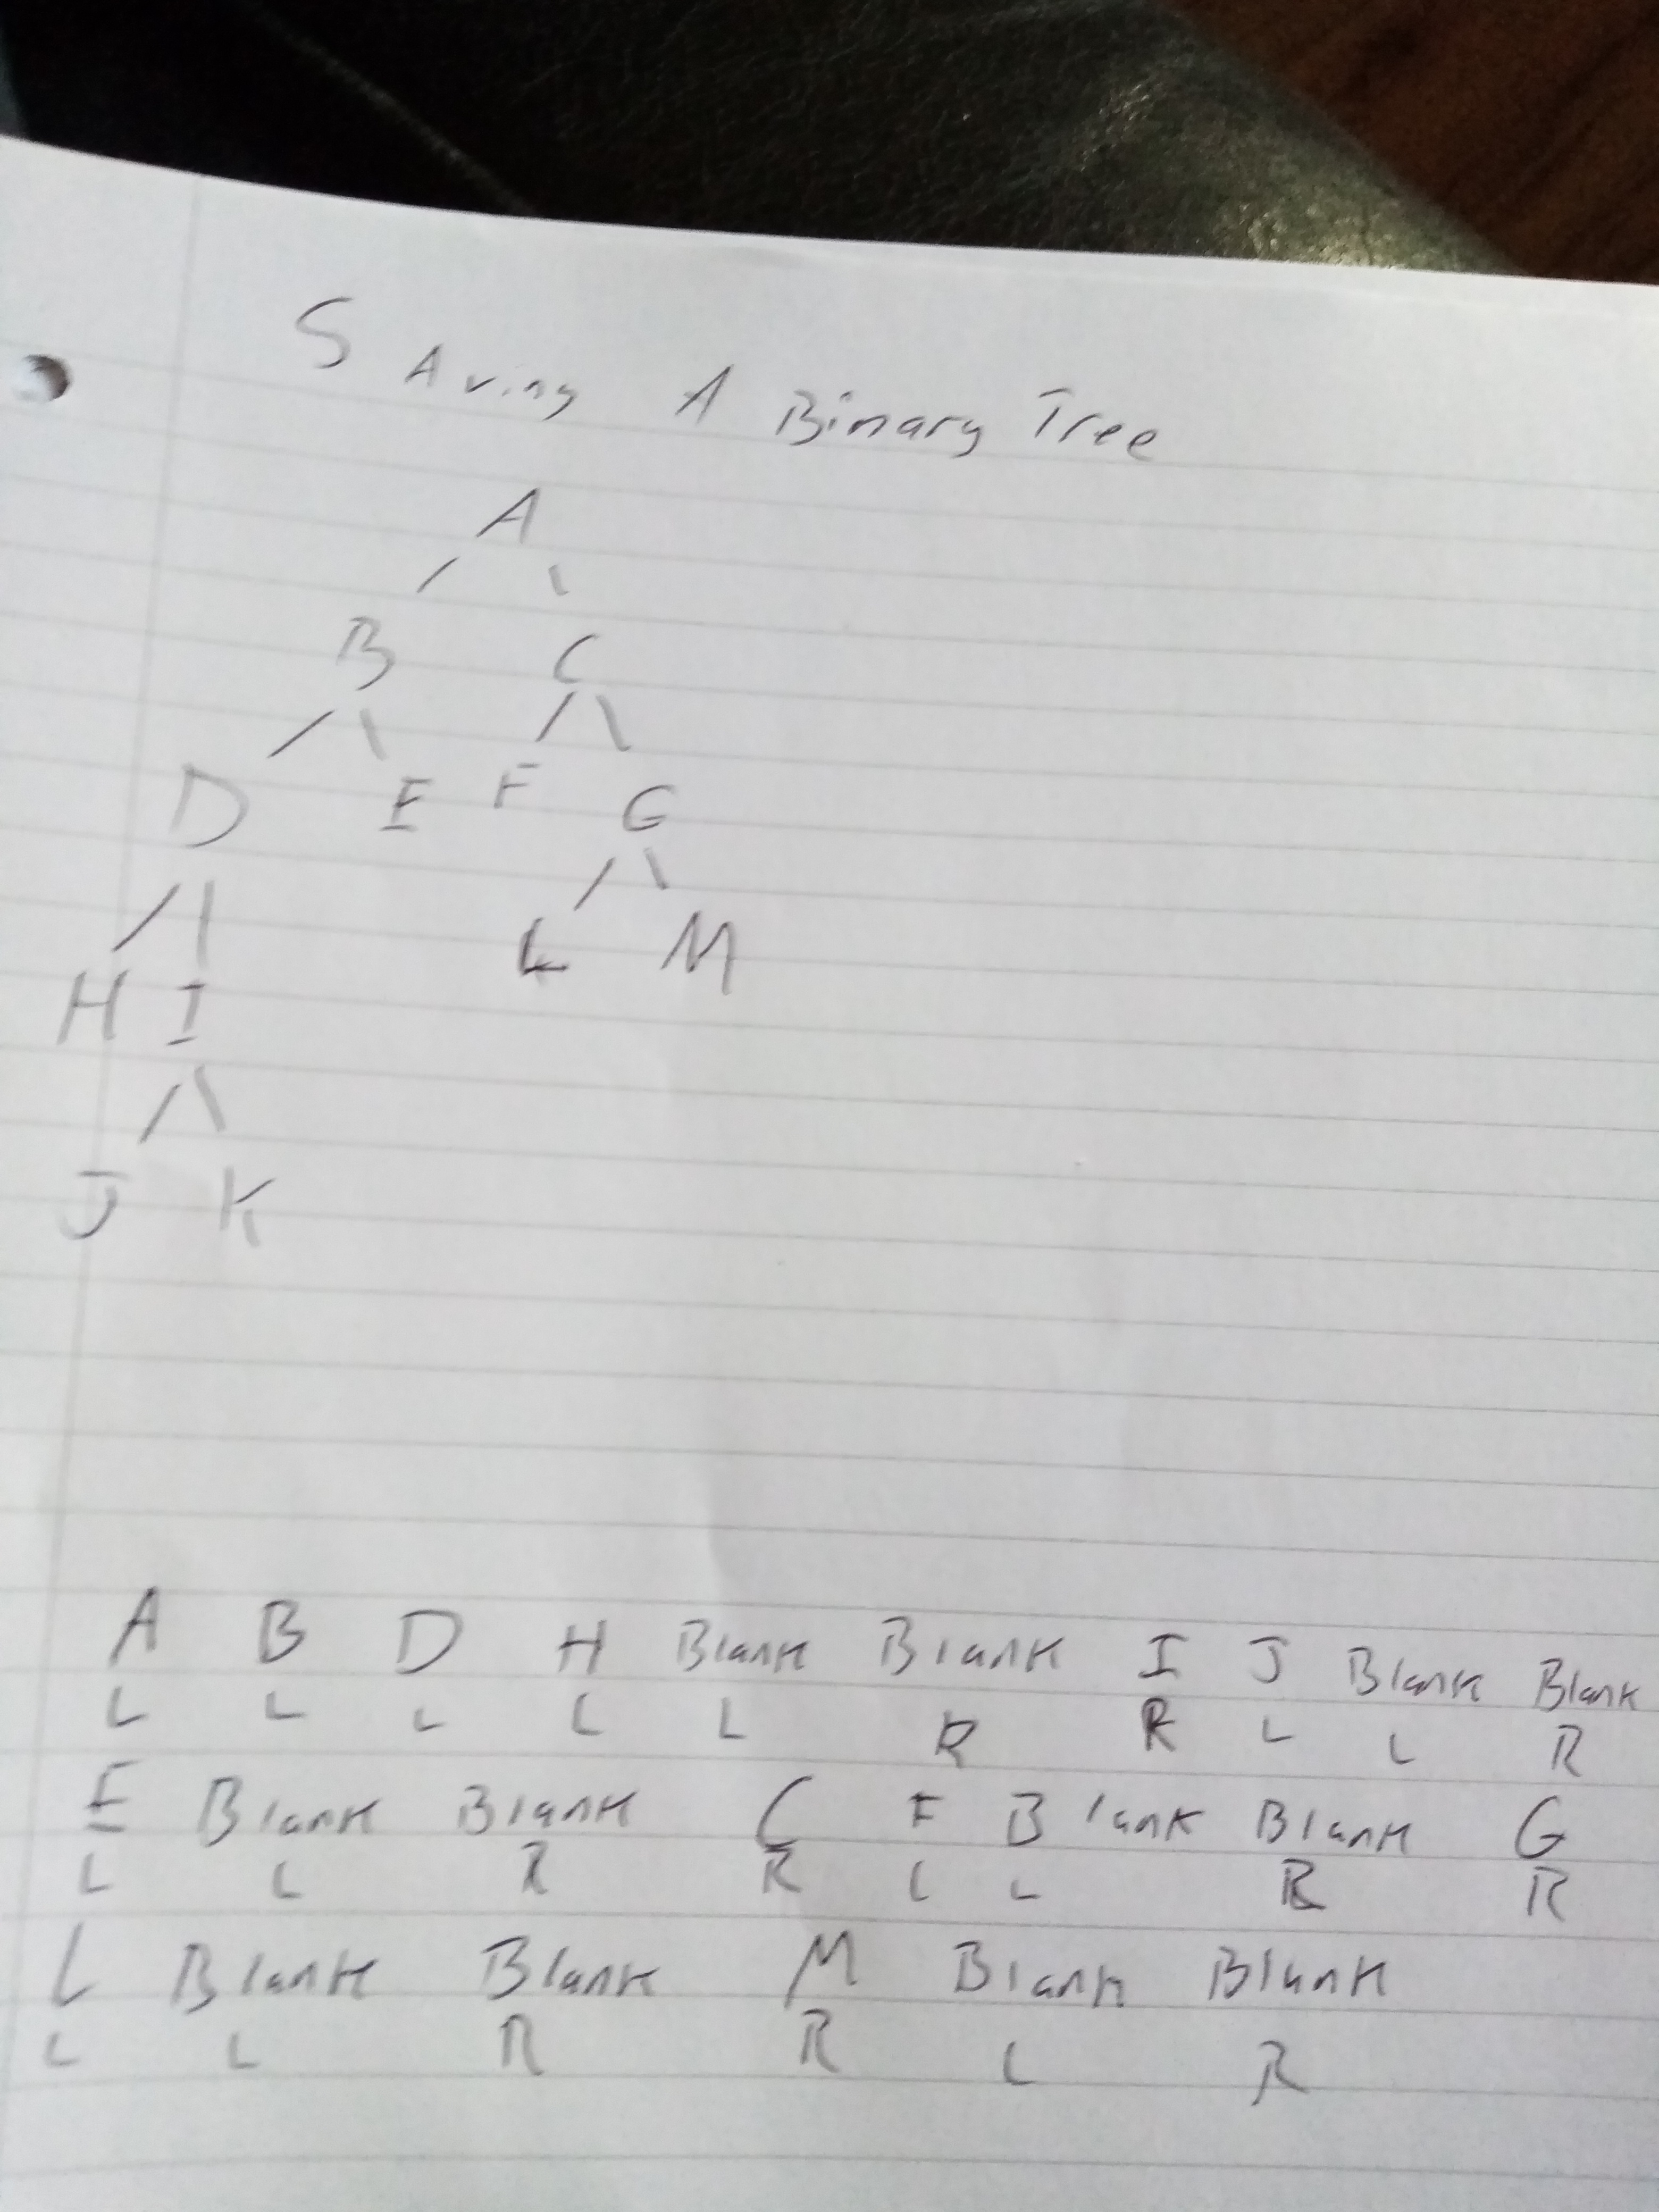 SAving A Binary Tree
A
B C
D E F G
H I L M
J K
A B D H Blank Blank I J Blank Blank
L L L L L R R L L R
E Blank Blank C F Blank Blank G
L L R R L L R R
L Blank Blank M Blank Blank
L L R R L R